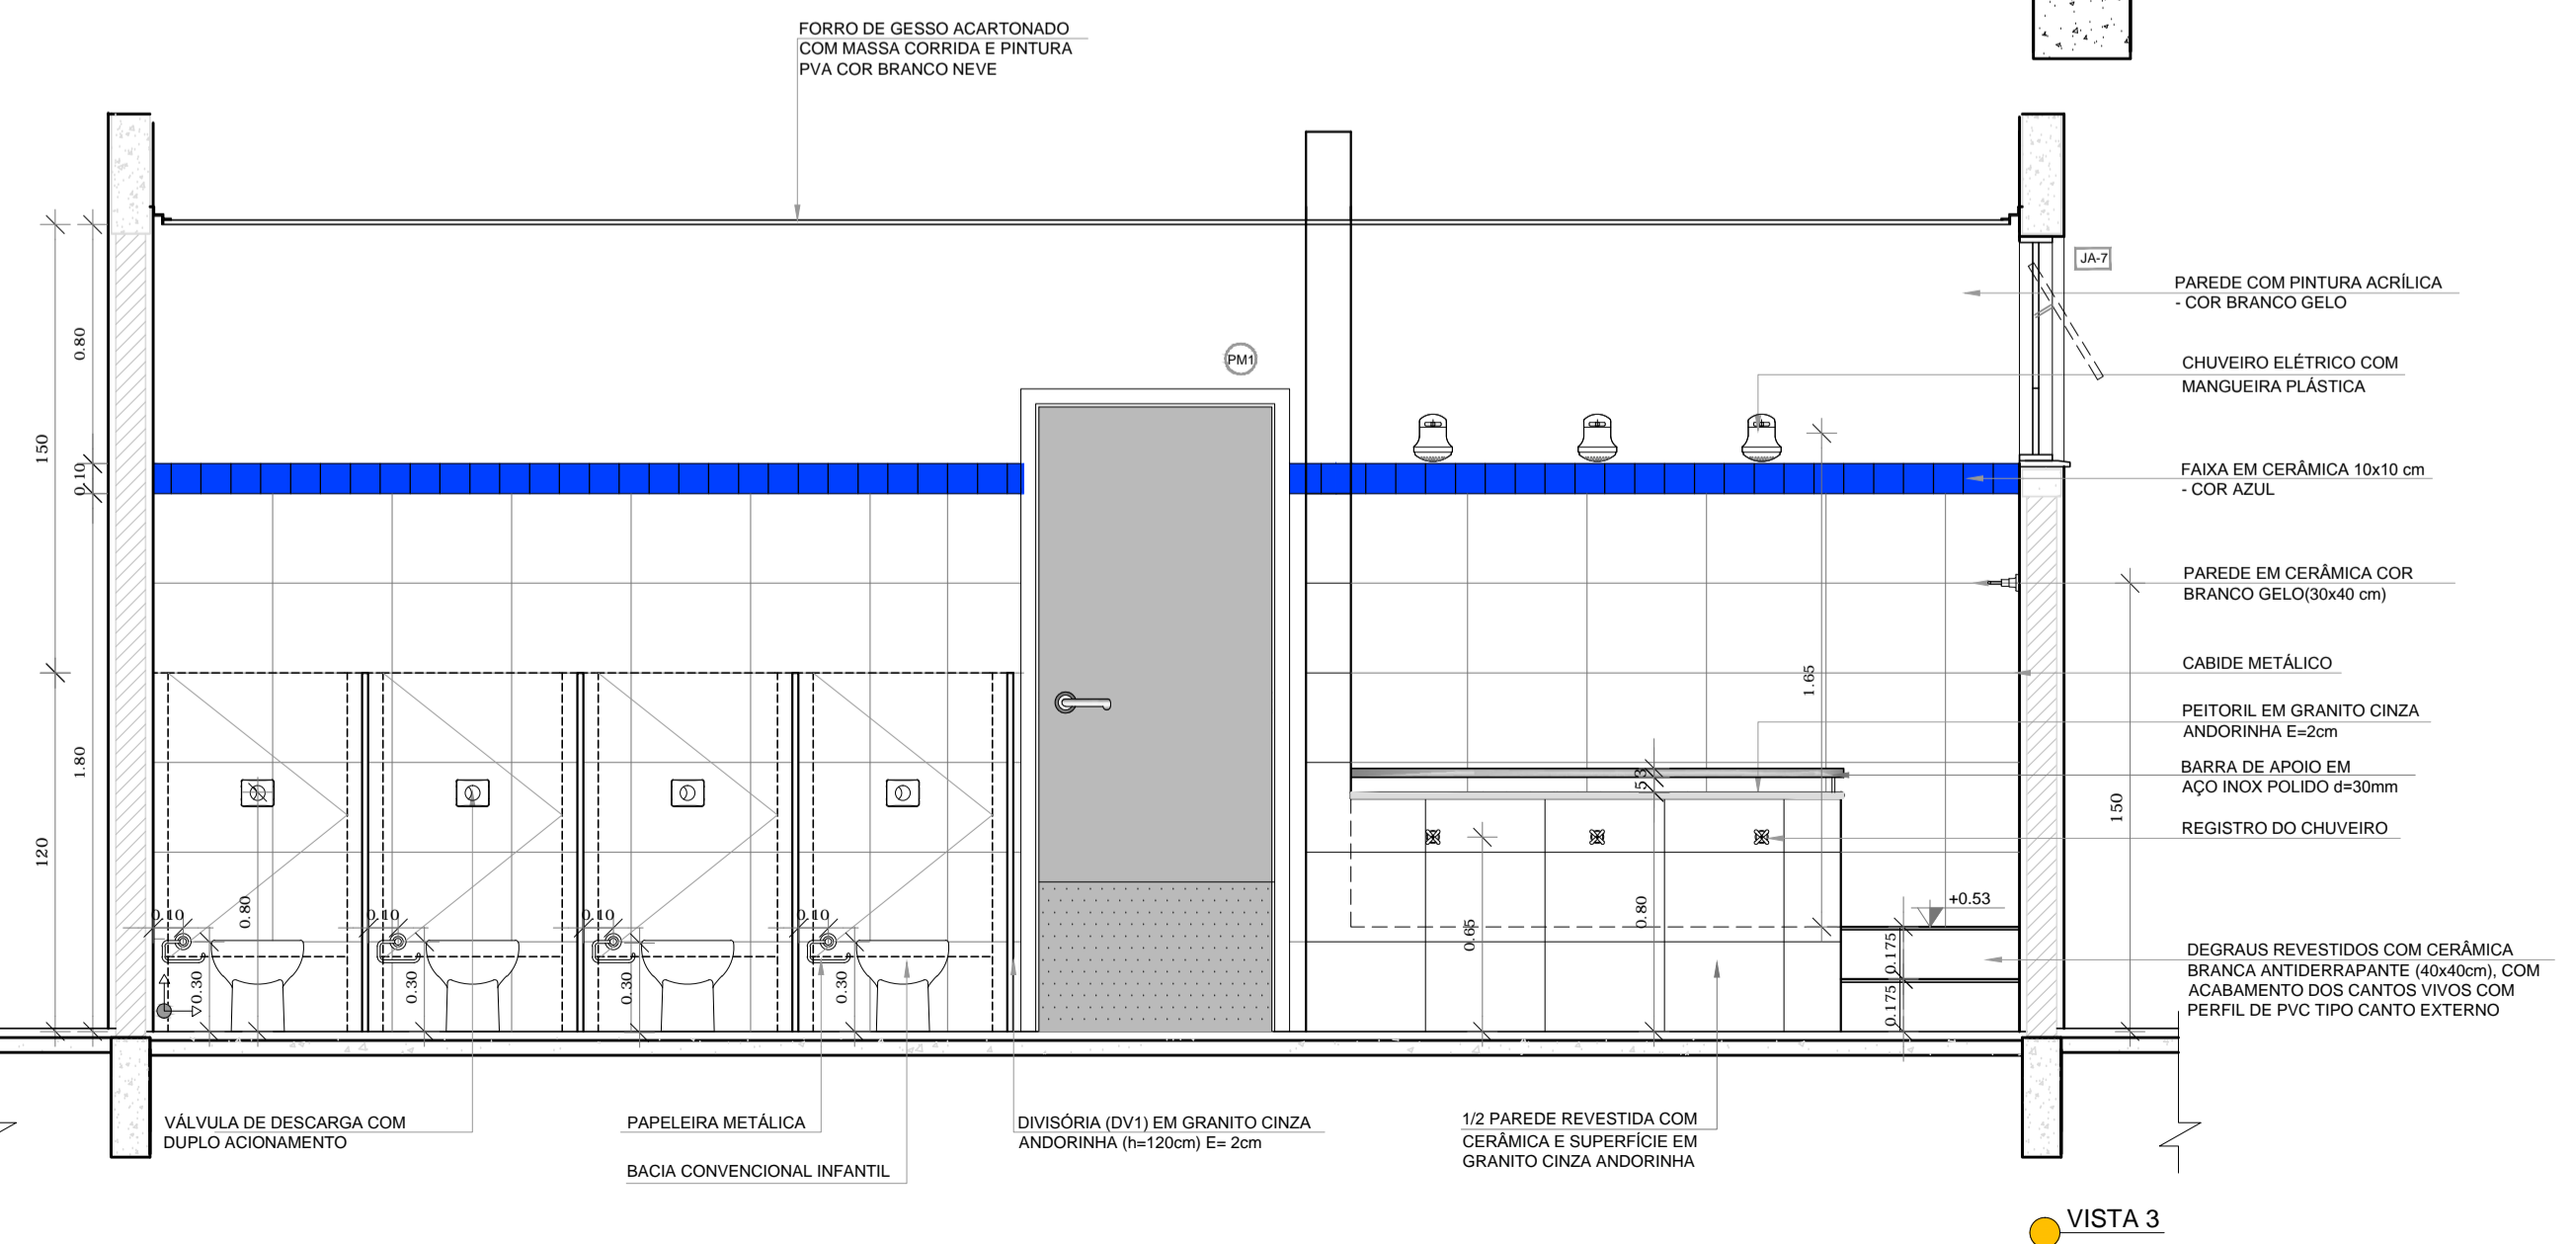 FORRO DE GESSO ACARTONADO
COM MASSA CORRIDA E PINTURA
PVA COR BRANCO NEVE
JA-7
PAREDE COM PINTURA ACRÍLICA
- COR BRANCO GELO
PM1
CHUVEIRO ELÉTRICO COM
MANGUEIRA PLÁSTICA
FAIXA EM CERÂMICA 10x10 cm
- COR AZUL
PAREDE EM CERÂMICA COR
BRANCO GELO(30x40 cm)
CABIDE METÁLICO
PEITORIL EM GRANITO CINZA
ANDORINHA E=2cm
BARRA DE APOIO EM
AÇO INOX POLIDO d=30mm
REGISTRO DO CHUVEIRO
DEGRAUS REVESTIDOS COM CERÂMICA
BRANCA ANTIDERRAPANTE (40x40cm), COM
ACABAMENTO DOS CANTOS VIVOS COM
PERFIL DE PVC TIPO CANTO EXTERNO
0.80
150
0.10
1.80
120
0.10
0.80
0.30
0.10
0.30
0.10
0.30
0.10
0.30
1.65
5
3
0.65
0.80
+0.53
0.175
0.175
150
VÁLVULA DE DESCARGA COM
DUPLO ACIONAMENTO
PAPELEIRA METÁLICA
BACIA CONVENCIONAL INFANTIL
DIVISÓRIA (DV1) EM GRANITO CINZA
ANDORINHA (h=120cm) E= 2cm
1/2 PAREDE REVESTIDA COM
CERÂMICA E SUPERFÍCIE EM
GRANITO CINZA ANDORINHA
VISTA 3